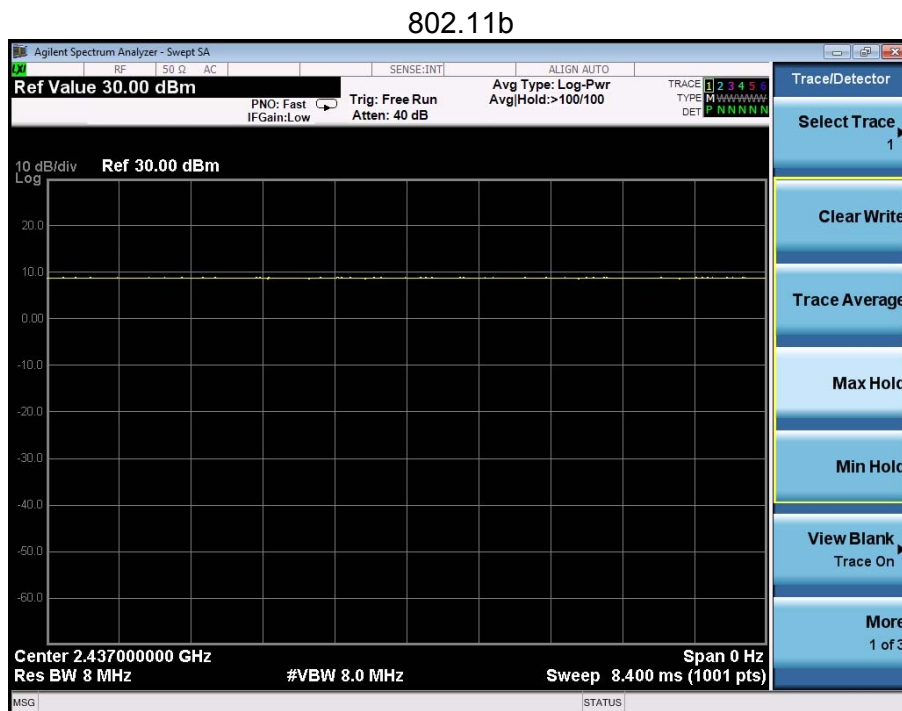 802.11b
Agilent Spectrum Analyzer - Swept SA
LXI RF 50 Ω AC SENSE:INT ALIGN AUTO
Ref Value 30.00 dBm
PNO: Fast
IFGain:Low
Trig: Free Run
Atten: 40 dB
Avg Type: Log-Pwr
Avg|Hold:>100/100
TRACE 1 2 3 4 5 6
TYPE M WWWWW
DET P N N N N N
Trace/Detector
Select Trace
1
10 dB/div Ref 30.00 dBm
Log
20.0
10.0
0.00
-10.0
-20.0
-30.0
-40.0
-50.0
-60.0
Clear Write
Trace Average
Max Hold
Min Hold
View Blank
Trace On
More
1 of 3
Center 2.437000000 GHz Span 0 Hz
Res BW 8 MHz #VBW 8.0 MHz Sweep 8.400 ms (1001 pts)
MSG STATUS